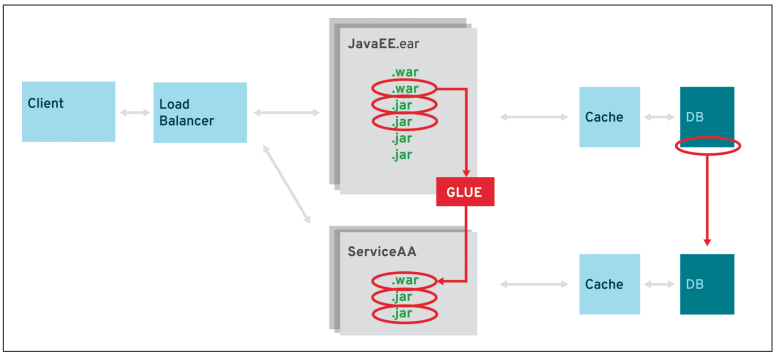 JavaEE.ear
.war
.war
.jar
.jar
.jar
.jar
Client
Load
Balancer
Cache
DB
GLUE
ServiceAA
.war
.jar
.jar
Cache
DB